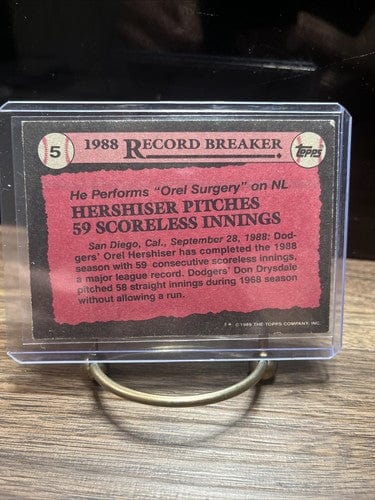 5
1988 RECORD BREAKER
TOPPS
He Performs "Orel Surgery" on NL
HERSHISER PITCHES
59 SCORELESS INNINGS
San Diego, Cal., September 28, 1988: Dod-
gers' Orel Hershiser has completed the 1988
season with 59 consecutive scoreless innings,
a major league record. Dodgers' Don Drysdale
pitched 58 straight innings during 1968 season
without allowing a run.
F* ©1989 THE TOPPS COMPANY, INC.